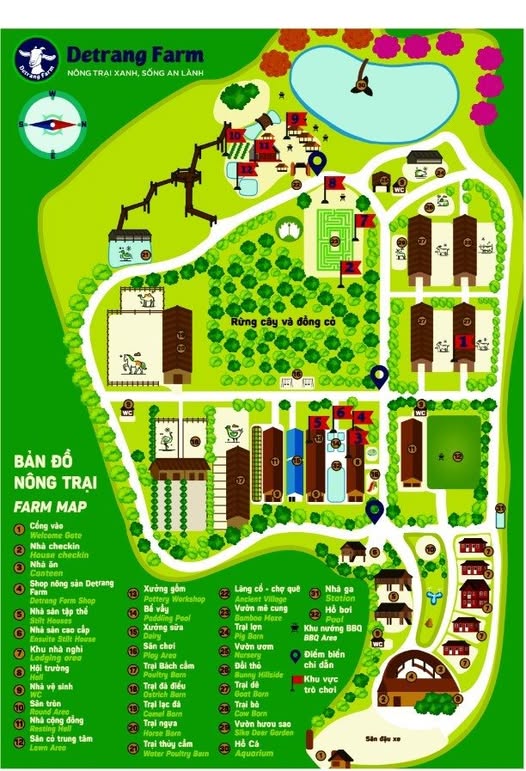 Detrang Farm
NÔNG TRẠI XANH, SỐNG AN LÀNH
Detrang Farm
W
S
N
E
Rừng cây và đồng cỏ
WC
WC
WC
Sân đậu xe
BẢN ĐỒ
NÔNG TRẠI
FARM MAP
1 Cổng vào
Welcome Gate
2 Nhà checkin
House checkin
3 Nhà ăn
Canteen
4 Shop nông sản Detrang
Farm
Detrang Farm Shop
5 Nhà sàn tập thể
Stilt Houses
6 Nhà sàn cao cấp
Ensuite Stilt House
7 Khu nhà nghỉ
Lodging area
8 Hội trường
Hall
9 Nhà vệ sinh
WC
10 Sân tròn
Round Area
11 Nhà cộng đồng
Resting Hall
12 Sân cỏ trung tâm
Lawn Area
13 Xưởng gốm
Pottery Workshop
14 Bể vầy
Paddling Pool
15 Xưởng sữa
Dairy
16 Sân chơi
Play Area
17 Trại Bách cầm
Poultry Barn
18 Trại đà điểu
Ostrich Barn
19 Trại lạc đà
Camel Barn
20 Trại ngựa
Horse Barn
21 Trại thủy cầm
Water Poultry Barn
22 Làng cổ - chợ quê
Ancient Village
23 Vườn mê cung
Bamboo Maze
24 Trại lợn
Pig Barn
25 Vườn ươm
Nursery
26 Đồi thỏ
Bunny Hillside
27 Trại dê
Goat Barn
28 Trại bò
Cow Barn
29 Vườn hươu sao
Sike Deer Garden
30 Hồ Cá
Aquarium
31 Nhà ga
Station
32 Hồ bơi
Pool
Khu nướng BBQ
BBQ Area
Điểm biển
chỉ dẫn
Khu vực
trò chơi